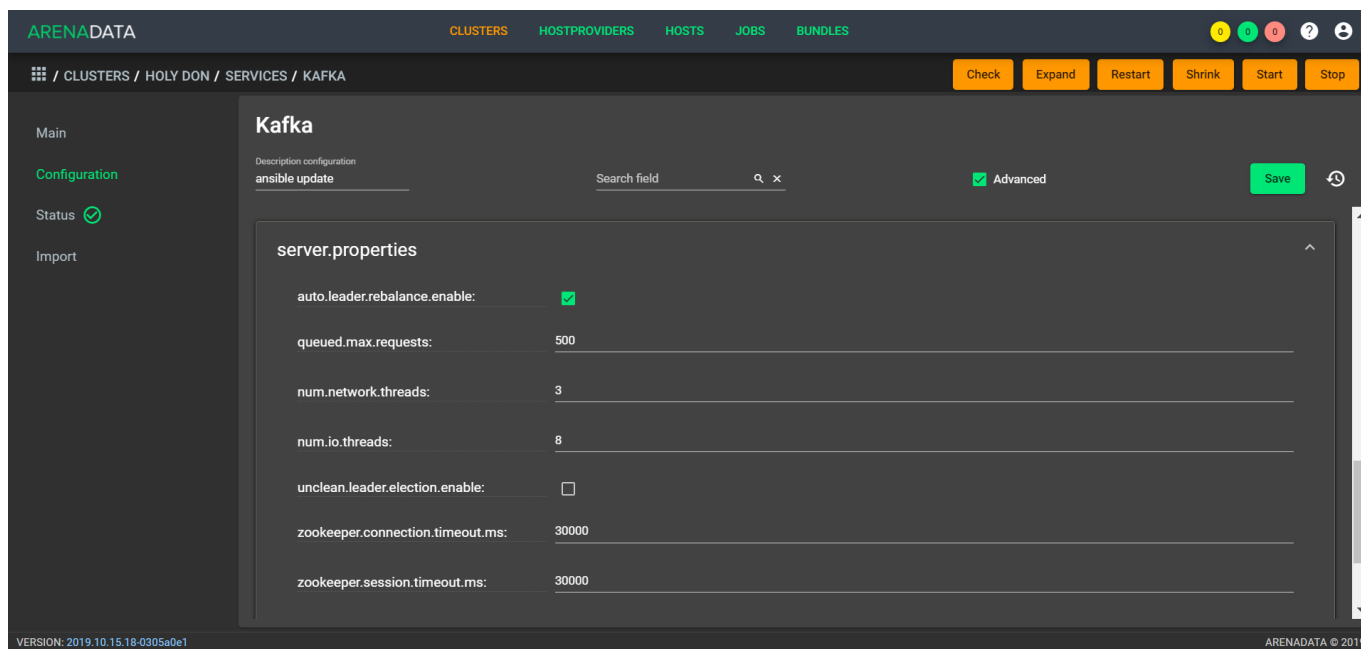 ARENADATA CLUSTERS HOSTPROVIDERS HOSTS JOBS BUNDLES 0 0 0
/ CLUSTERS / HOLY DON / SERVICES / KAFKA Check Expand Restart Shrink Start Stop
Main
Configuration
Status
Import
Kafka
Description configuration
ansible update Search field Advanced Save
server.properties
auto.leader.rebalance.enable:
queued.max.requests: 500
num.network.threads: 3
num.io.threads: 8
unclean.leader.election.enable:
zookeeper.connection.timeout.ms: 30000
zookeeper.session.timeout.ms: 30000
VERSION: 2019.10.15.18-0305a0e1 ARENADATA © 2019